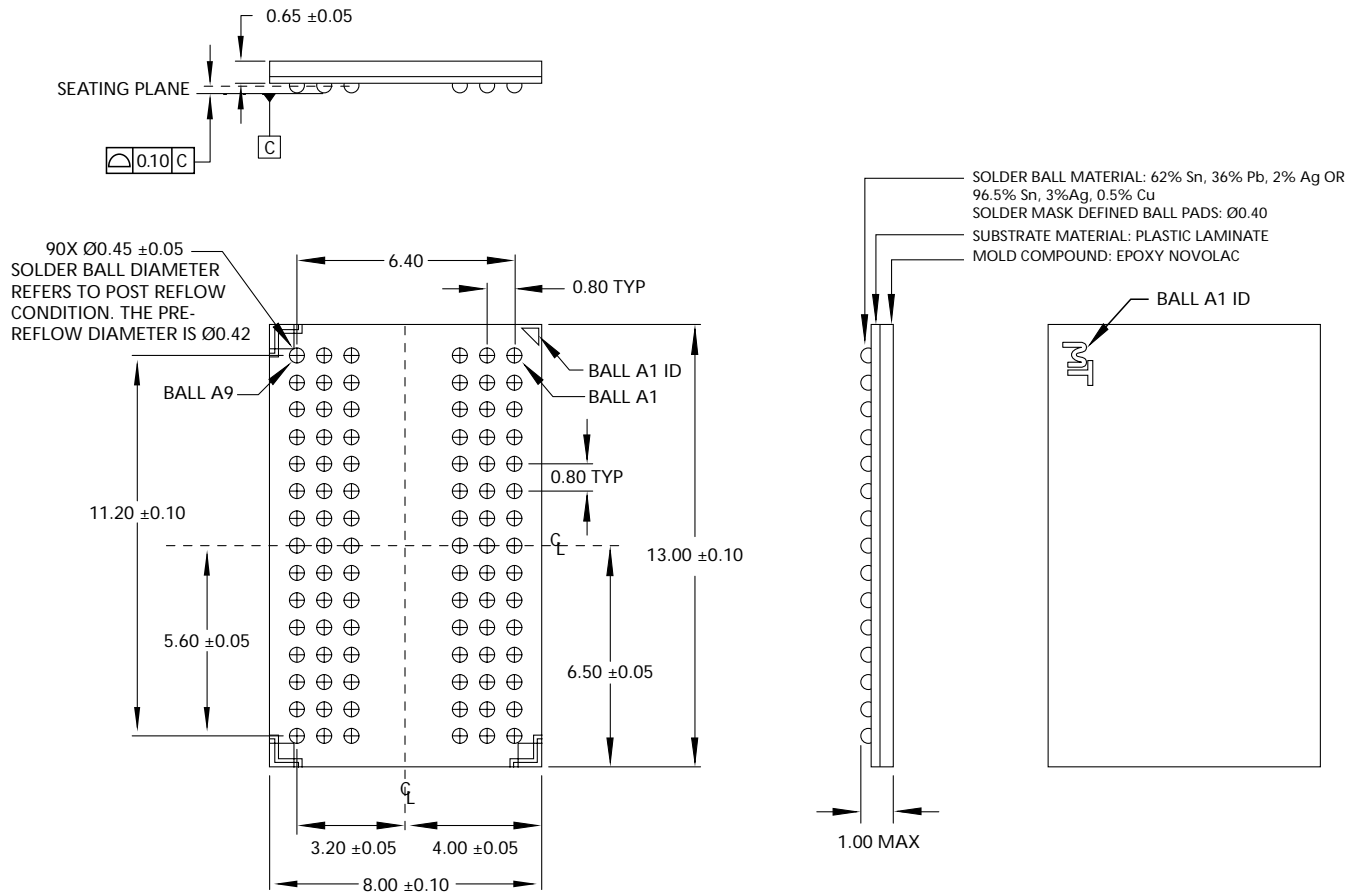 0.65 ±0.05
SEATING PLANE
C
0.10 C
SOLDER BALL MATERIAL: 62% Sn, 36% Pb, 2% Ag OR
96.5% Sn, 3%Ag, 0.5% Cu
SOLDER MASK DEFINED BALL PADS: Ø0.40
SUBSTRATE MATERIAL: PLASTIC LAMINATE
MOLD COMPOUND: EPOXY NOVOLAC
90X Ø0.45 ±0.05
SOLDER BALL DIAMETER
REFERS TO POST REFLOW
CONDITION. THE PRE-
REFLOW DIAMETER IS Ø0.42
6.40
0.80 TYP
BALL A1 ID
BALL A1
BALL A9
0.80 TYP
11.20 ±0.10
CL
13.00 ±0.10
5.60 ±0.05
6.50 ±0.05
CL
3.20 ±0.05
4.00 ±0.05
8.00 ±0.10
1.00 MAX
BALL A1 ID
MT